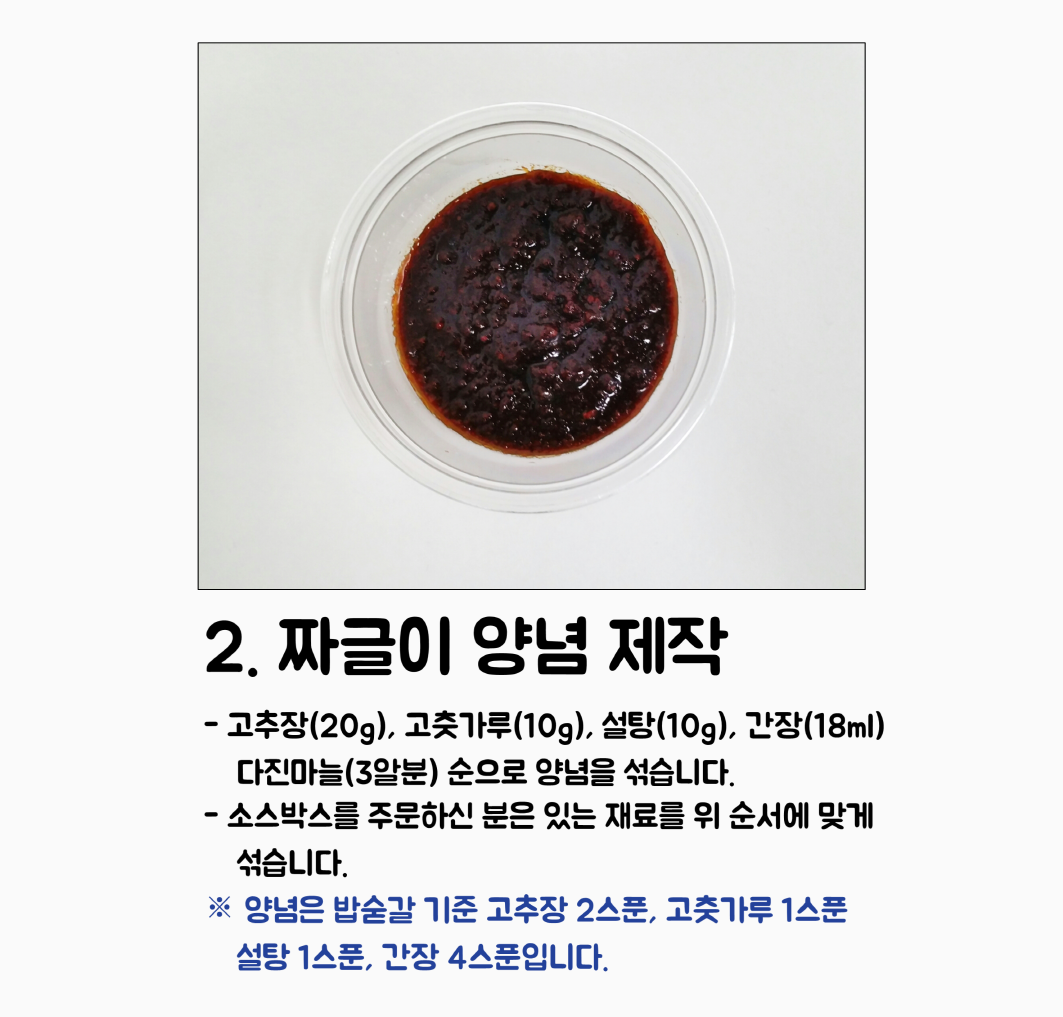 2. 짜글이 양념 제작
- 고추장(20g), 고춧가루(10g), 설탕(10g), 간장(18ml)
다진마늘(3알분) 순으로 양념을 섞습니다.
- 소스박스를 주문하신 분은 있는 재료를 위 순서에 맞게
섞습니다.
※ 양념은 밥숟갈 기준 고추장 2스푼, 고춧가루 1스푼
설탕 1스푼, 간장 4스푼입니다.